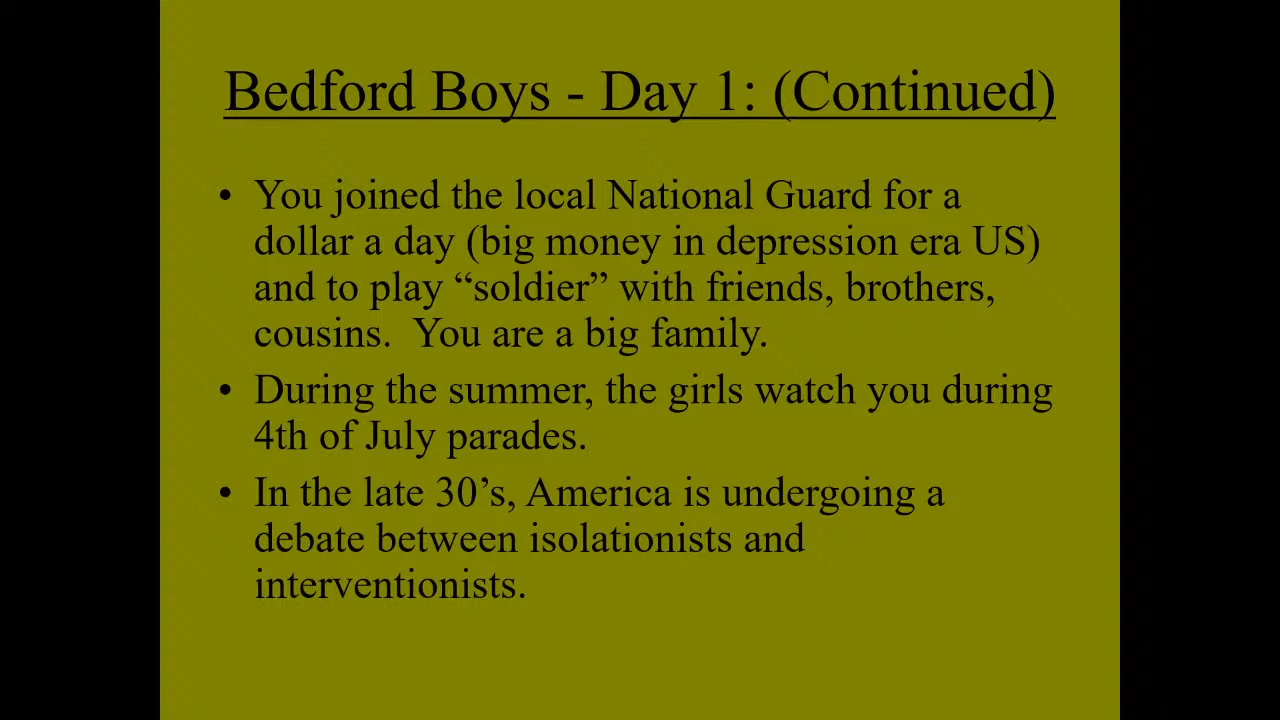 Bedford Boys - Day 1: (Continued)
• You joined the local National Guard for a
dollar a day (big money in depression era US)
and to play “soldier” with friends, brothers,
cousins.  You are a big family.
• During the summer, the girls watch you during
4th of July parades.
• In the late 30’s, America is undergoing a
debate between isolationists and
interventionists.